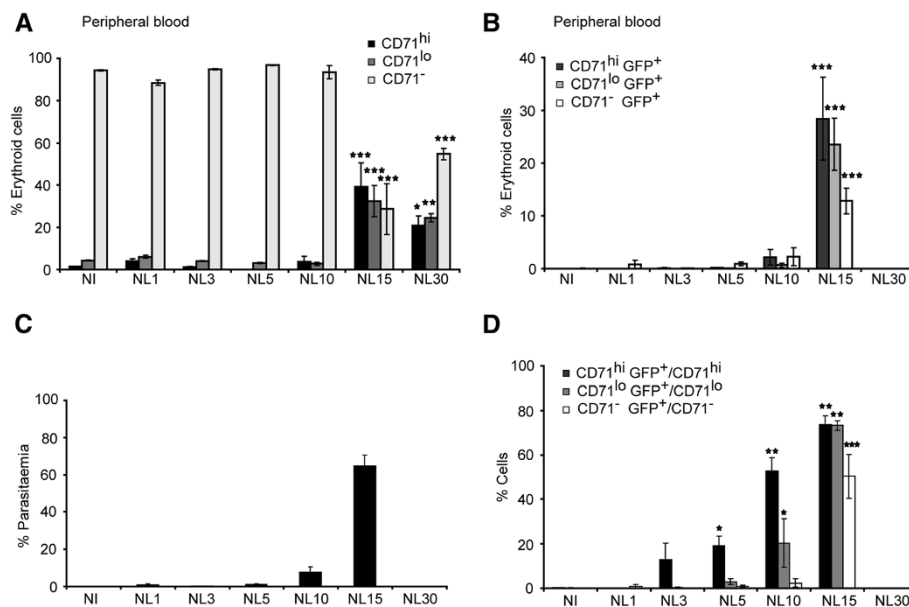 A Peripheral blood
CD71hi
CD71lo
CD71-
% Erythroid cells
100
80
60
40
20
0
*** *** *** * ** ***
NI NL1 NL3 NL5 NL10 NL15 NL30
B Peripheral blood
CD71hi GFP+
CD71lo GFP+
CD71- GFP+
% Erythroid cells
40
30
20
10
0
*** *** ***
NI NL1 NL3 NL5 NL10 NL15 NL30
C
% Parasitaemia
100
80
60
40
20
0
NI NL1 NL3 NL5 NL10 NL15 NL30
D
CD71hi GFP+/CD71hi
CD71lo GFP+/CD71lo
CD71- GFP+/CD71-
% Cells
100
80
60
40
20
0
* ** * ** ** ***
NI NL1 NL3 NL5 NL10 NL15 NL30